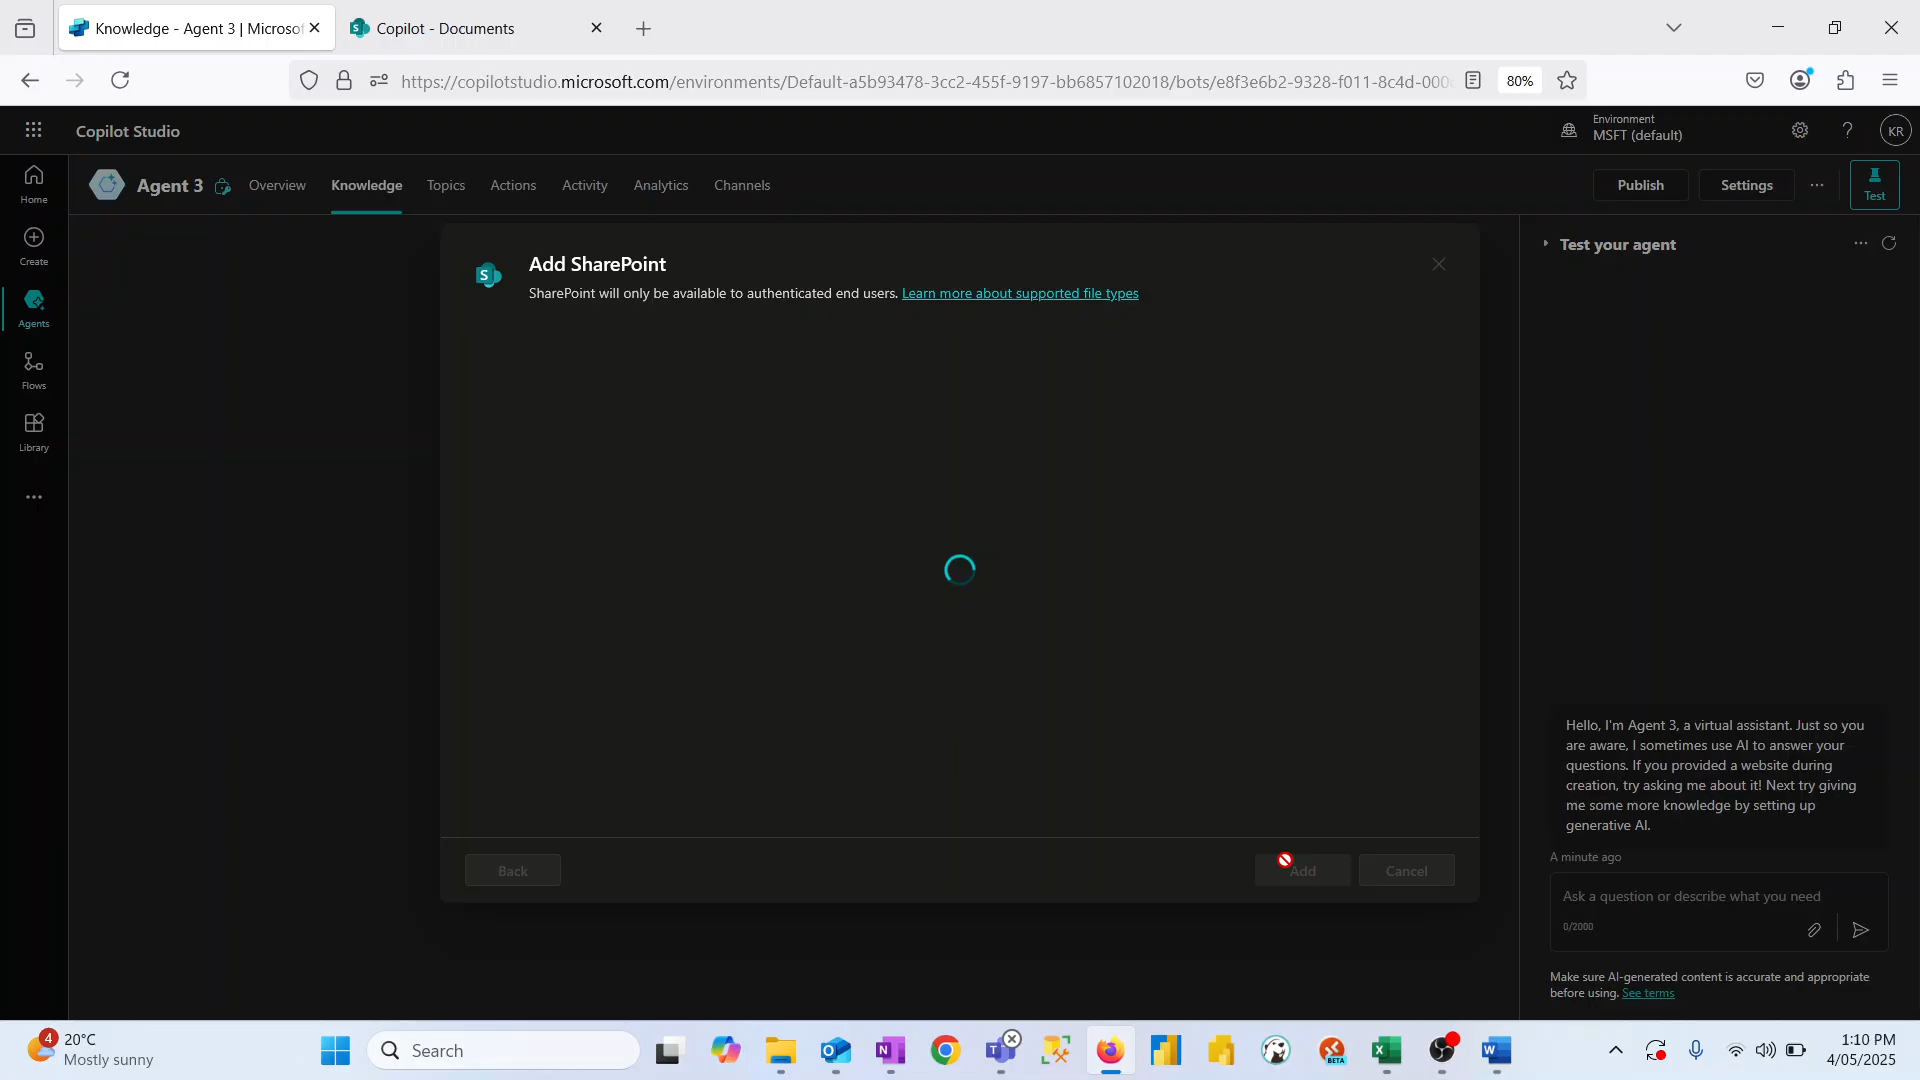 Knowledge - Agent 3 | Microsof
Copilot - Documents
https://copilotstudio.microsoft.com/environments/Default-a5b93478-3cc2-455f-9197-bb6857102018/bots/e8f3e6b2-9328-f011-8c4d-000
80%
Copilot Studio
Environment
MSFT (default)
KR
Home
Create
Agents
Flows
Library
Agent 3
Overview
Knowledge
Topics
Actions
Activity
Analytics
Channels
Publish
Settings
Test
Add SharePoint
SharePoint will only be available to authenticated end users. Learn more about supported file types
Back
Add
Cancel
Test your agent
Hello, I'm Agent 3, a virtual assistant. Just so you
are aware, I sometimes use AI to answer your
questions. If you provided a website during
creation, try asking me about it! Next try giving
me some more knowledge by setting up
generative AI.
A minute ago
Ask a question or describe what you need
0/2000
Make sure AI-generated content is accurate and appropriate
before using. See terms
4
20°C
Mostly sunny
Search
BETA
1:10 PM
4/05/2025